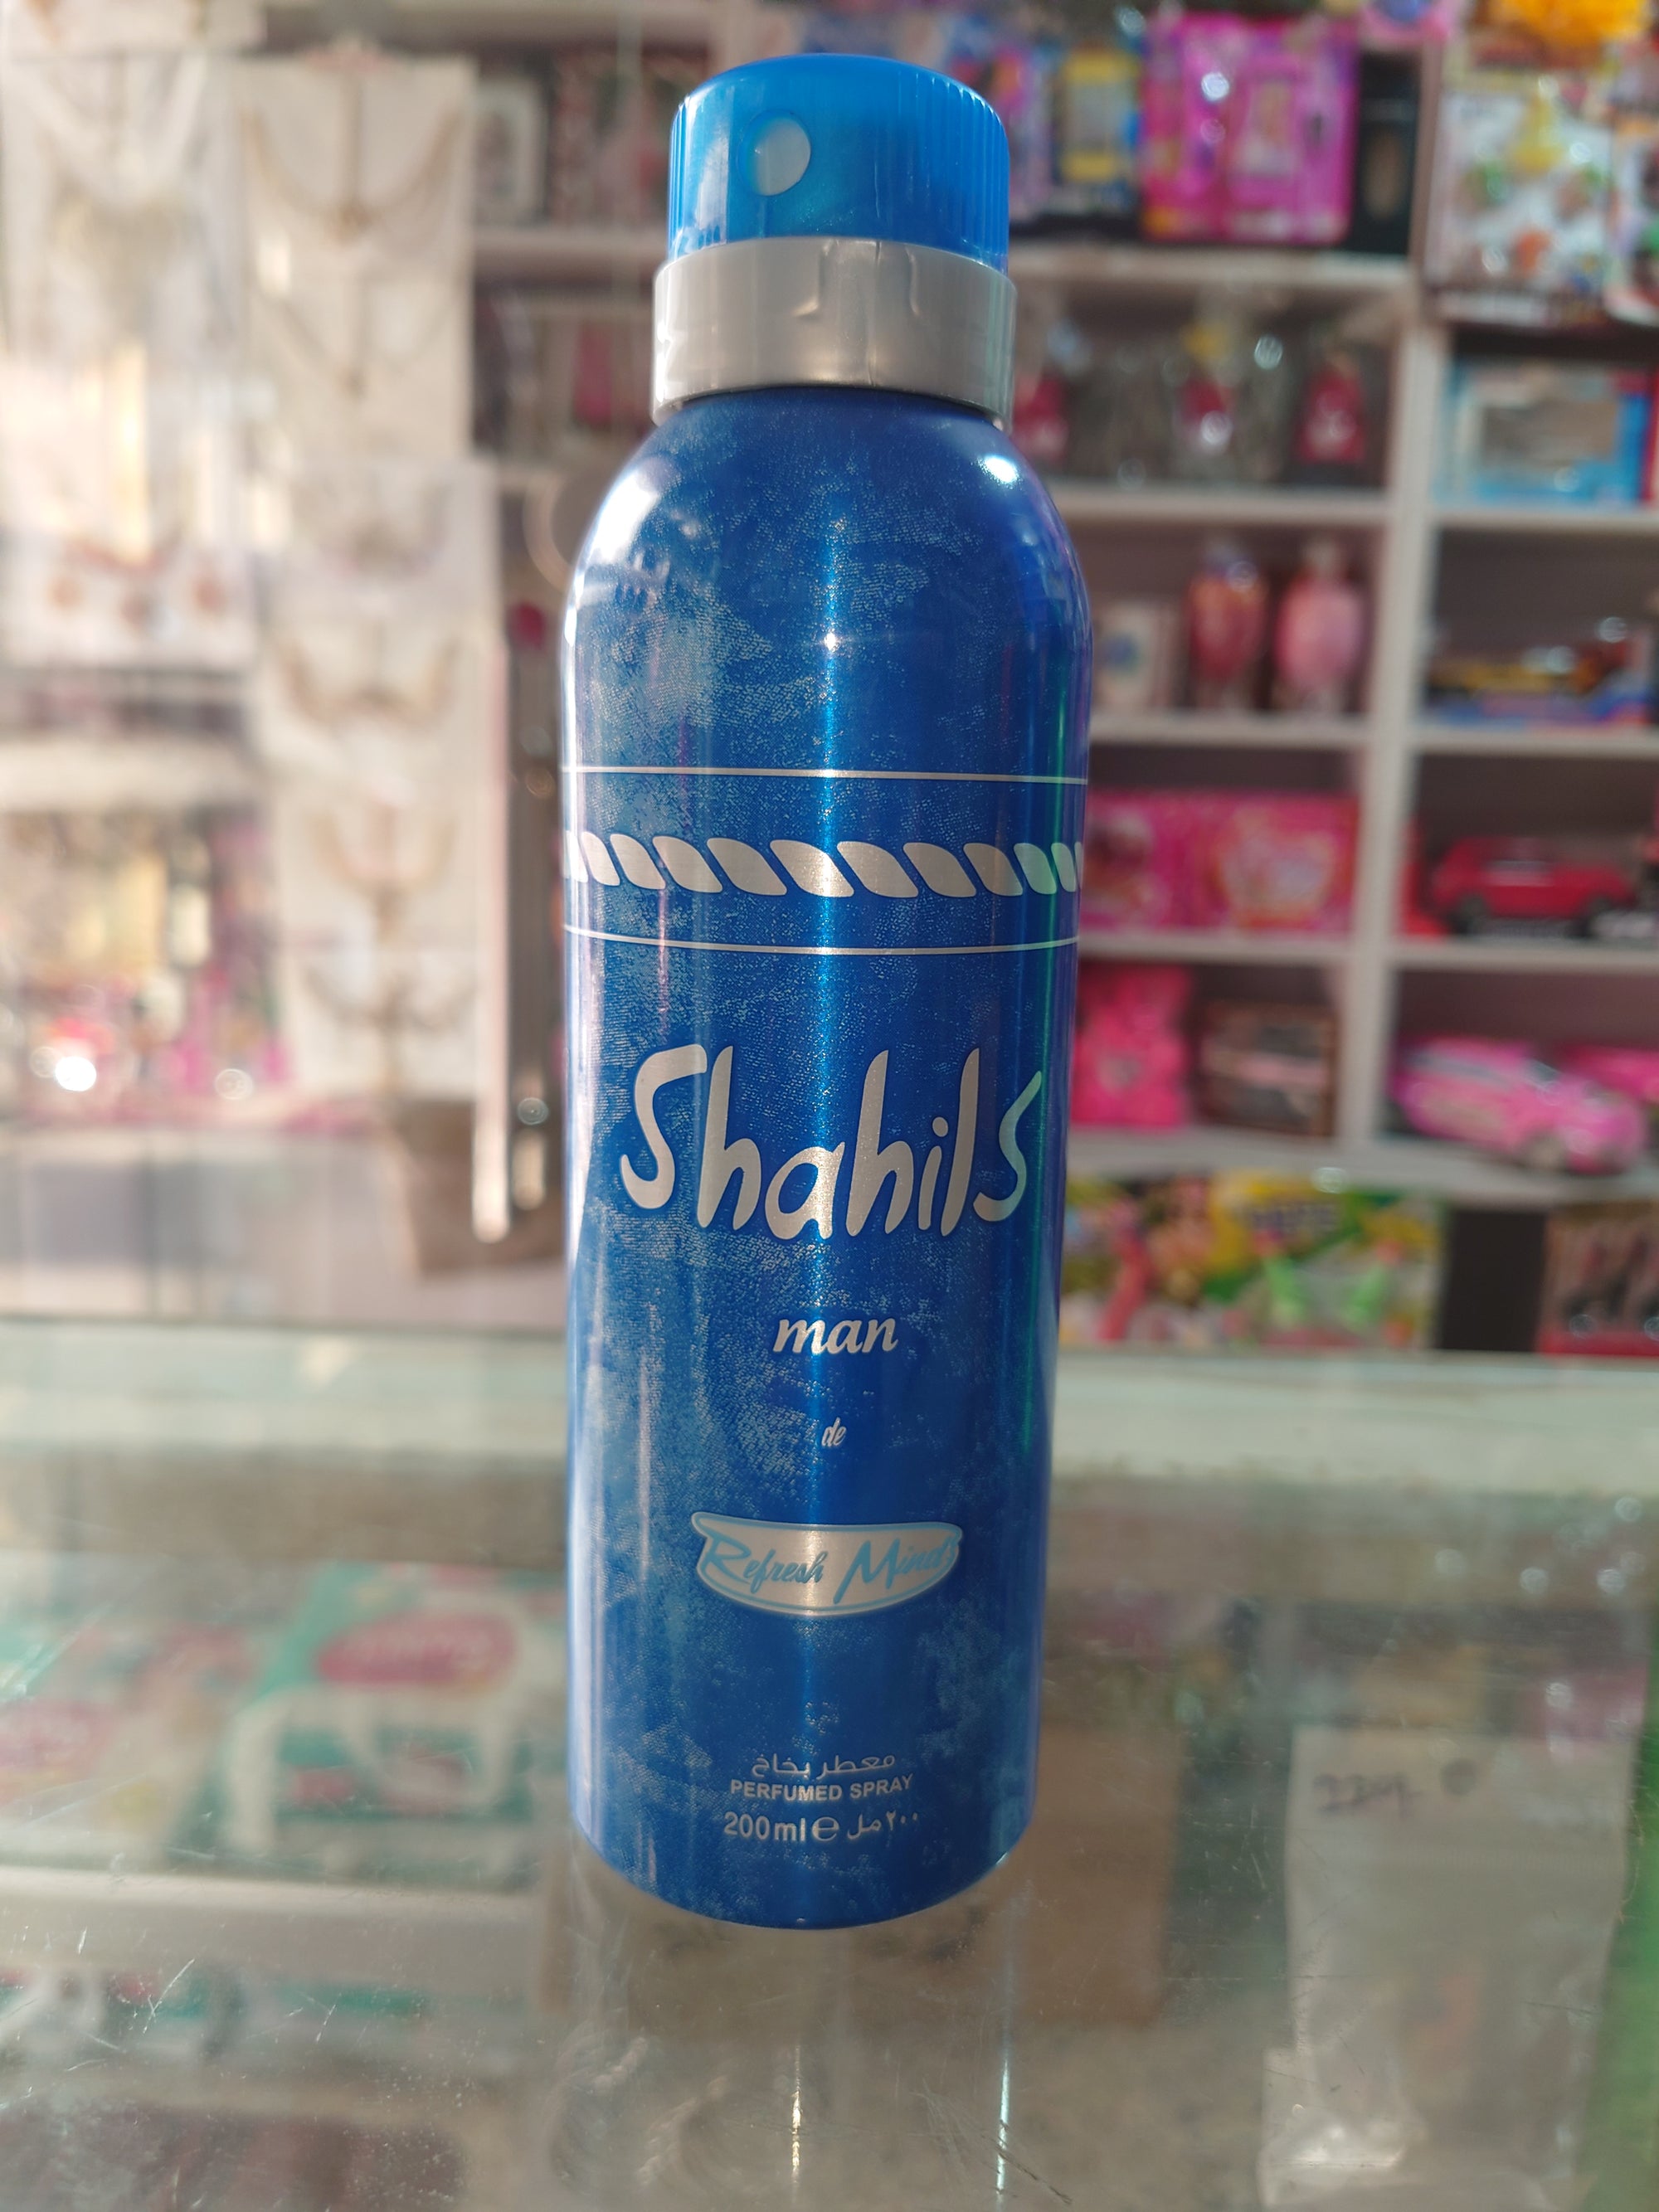 Shahils
man
de
Refresh Minds
معطر بخاخ
PERFUMED SPRAY
200ml℮ ٢٠٠مل